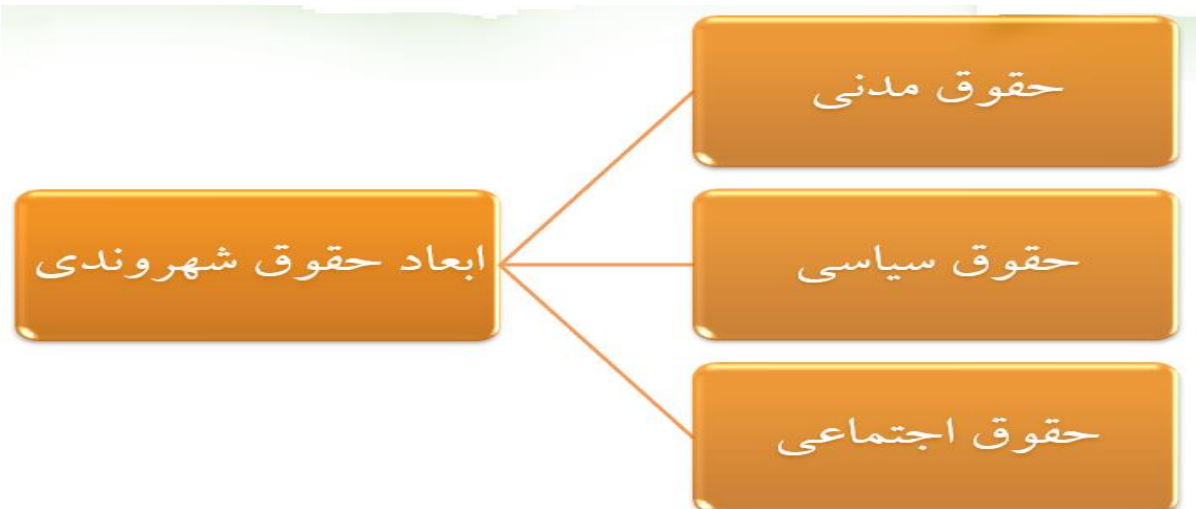 ابعاد حقوق شهروندی
حقوق مدنی
حقوق سیاسی
حقوق اجتماعی